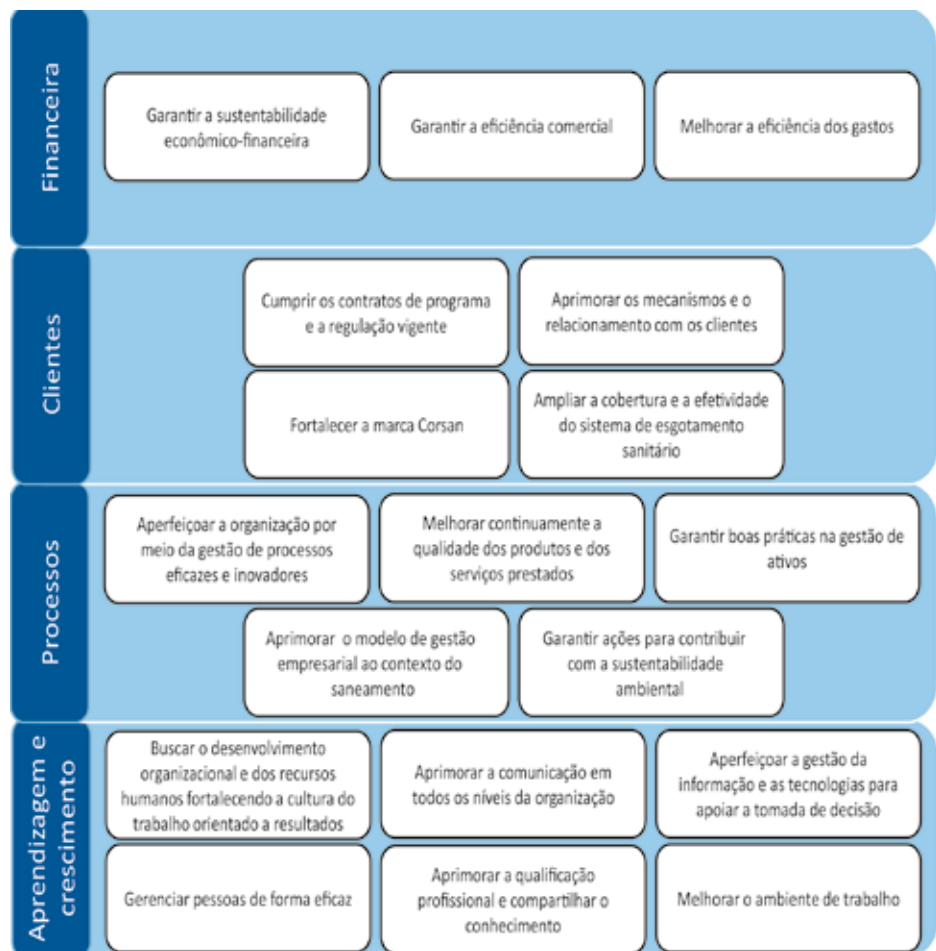 Financeira
Garantir a sustentabilidade
econômico-financeira
Garantir a eficiência comercial
Melhorar a eficiência dos gastos
Clientes
Cumprir os contratos de programa
e a regulação vigente
Aprimorar os mecanismos e o
relacionamento com os clientes
Fortalecer a marca Corsan
Ampliar a cobertura e a efetividade
do sistema de esgotamento
sanitário
Processos
Aperfeiçoar a organização por
meio da gestão de processos
eficazes e inovadores
Melhorar continuamente a
qualidade dos produtos e dos
serviços prestados
Garantir boas práticas na gestão de
ativos
Aprimorar o modelo de gestão
empresarial ao contexto do
saneamento
Garantir ações para contribuir
com a sustentabilidade
ambiental
Aprendizagem e
crescimento
Buscar o desenvolvimento
organizacional e dos recursos
humanos fortalecendo a cultura do
trabalho orientado a resultados
Aprimorar a comunicação em
todos os níveis da organização
Aperfeiçoar a gestão da
informação e as tecnologias para
apoiar a tomada de decisão
Gerenciar pessoas de forma eficaz
Aprimorar a qualificação
profissional e compartilhar o
conhecimento
Melhorar o ambiente de trabalho